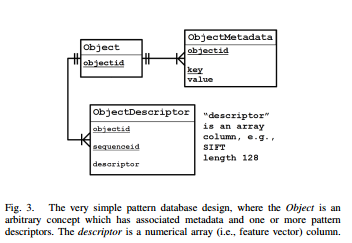 Object
objectid
ObjectMetadata
objectid
key
value
ObjectDescriptor
objectid
sequenceid
descriptor
"descriptor"
is an array
column, e.g.,
SIFT
length 128
Fig. 3. The very simple pattern database design, where the Object is an
arbitrary concept which has associated metadata and one or more pattern
descriptors. The descriptor is a numerical array (i.e., feature vector) column.